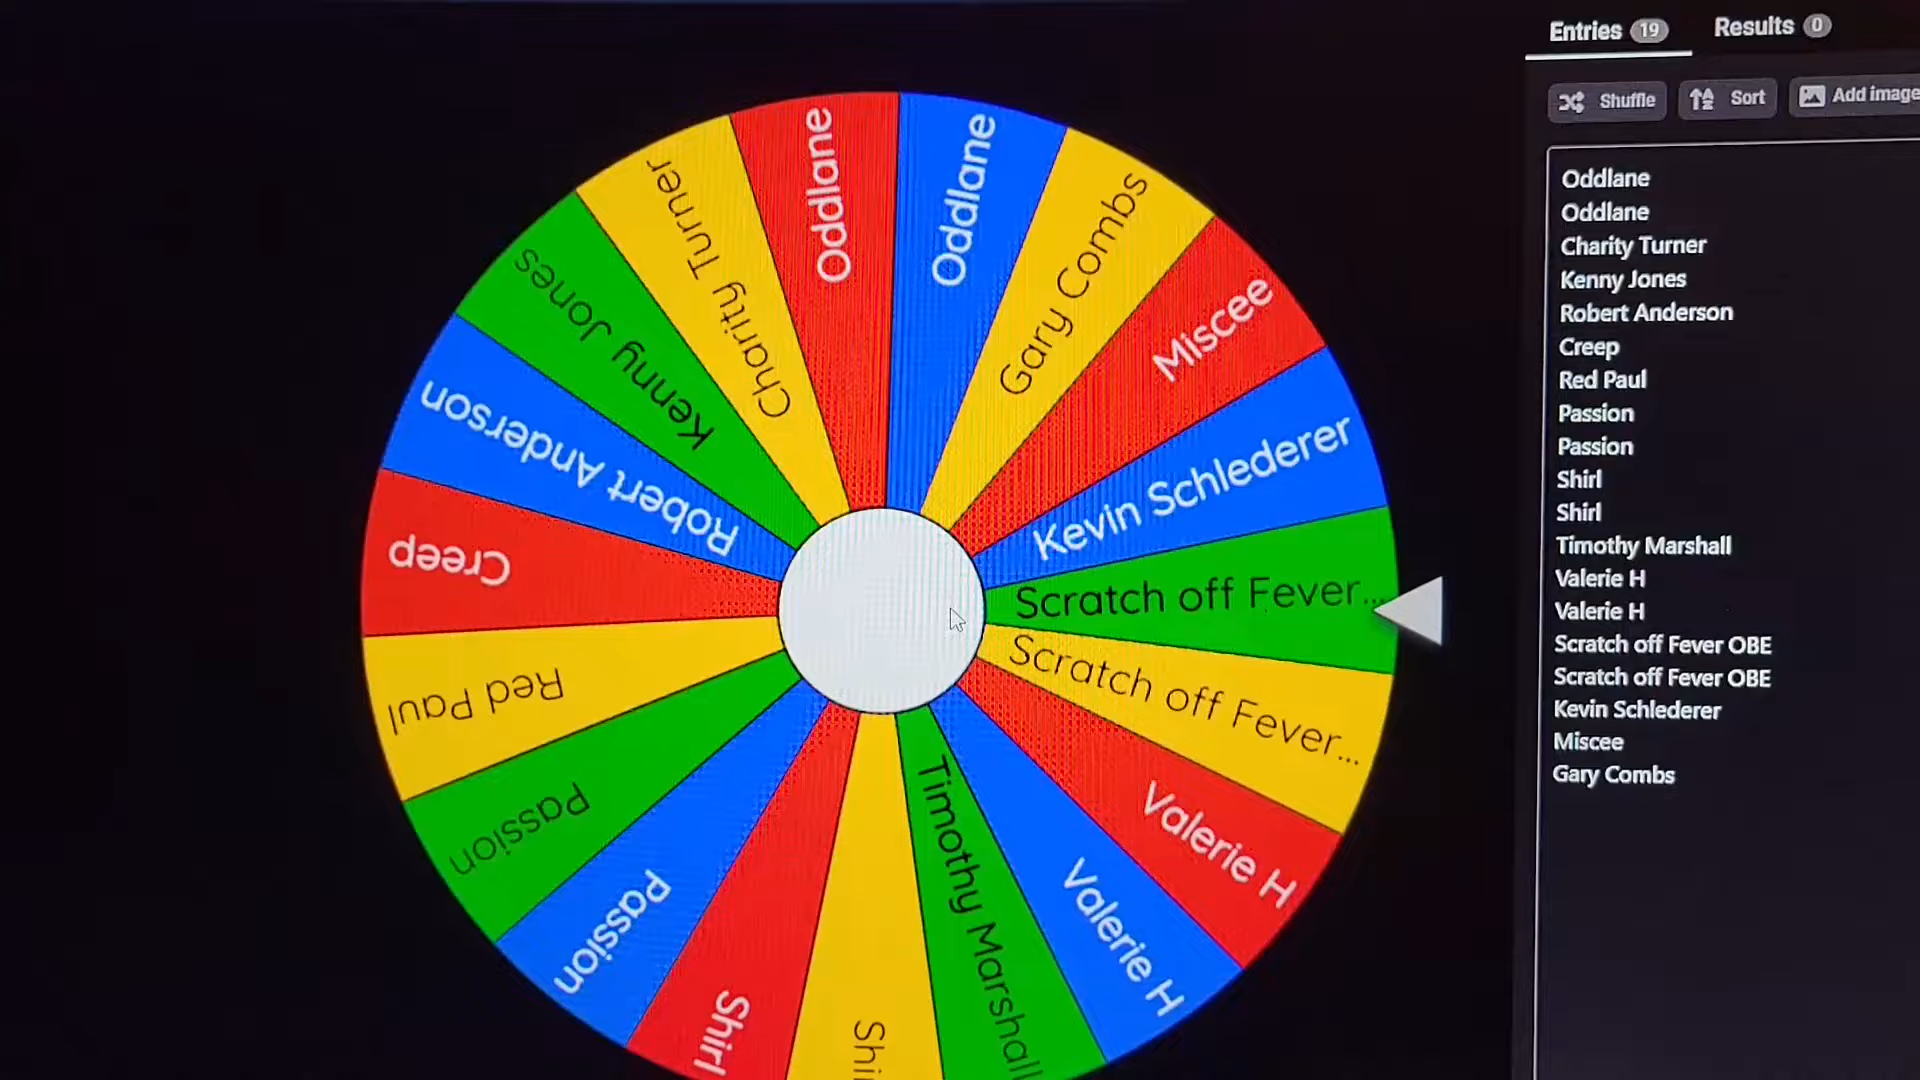 Entries 19 Results 0
Shuffle Sort Add image
Oddlane
Oddlane
Charity Turner
Kenny Jones
Robert Anderson
Creep
Red Paul
Passion
Passion
Shirl
Shirl
Timothy Marshall
Valerie H
Valerie H
Scratch off Fever OBE
Scratch off Fever OBE
Kevin Schlederer
Miscee
Gary Combs
Oddlane
Oddlane
Gary Combs
Miscee
Kevin Schlederer
Scratch off Fever...
Scratch off Fever...
Valerie H
Valerie H
Timothy Marshall
Shi
Shirl
Passion
Passion
Red Paul
Creep
Robert Anderson
Kenny Jones
Charity Turner